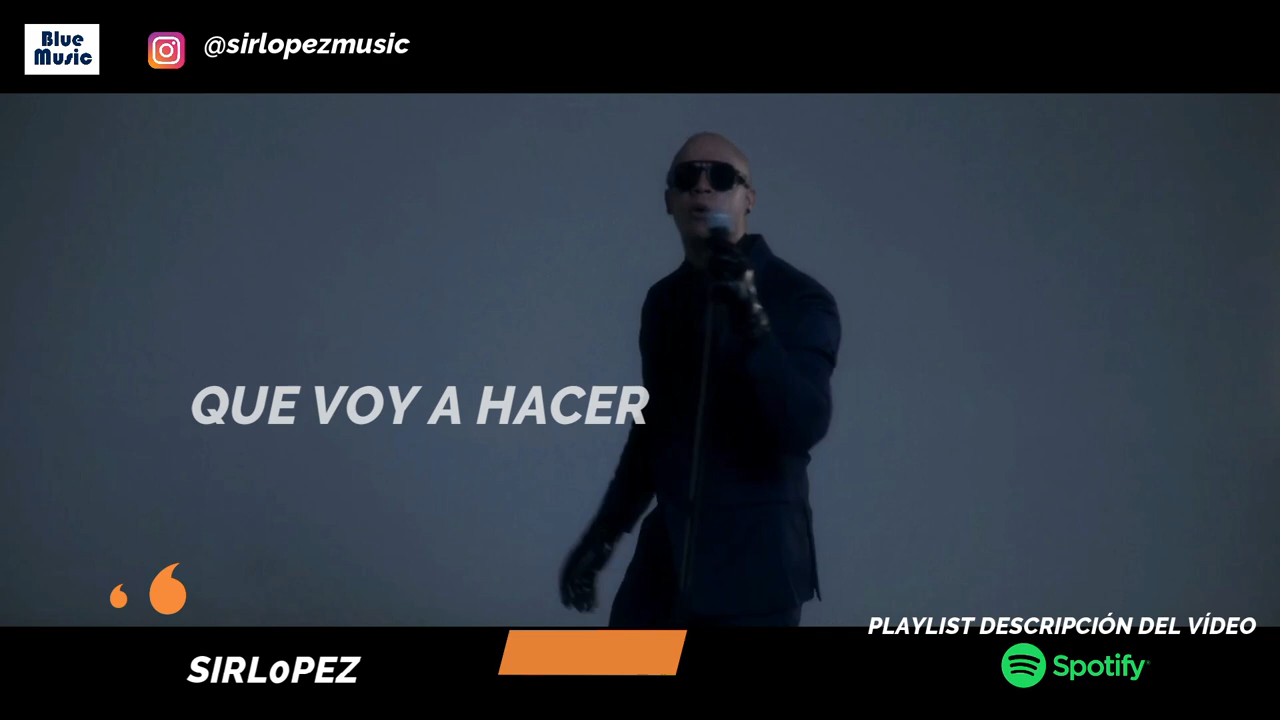 Blue
Music
@sirlopezmusic
QUE VOY A HACER
PLAYLIST DESCRIPCIÓN DEL VÍDEO
SIRLOPEZ
Spotify